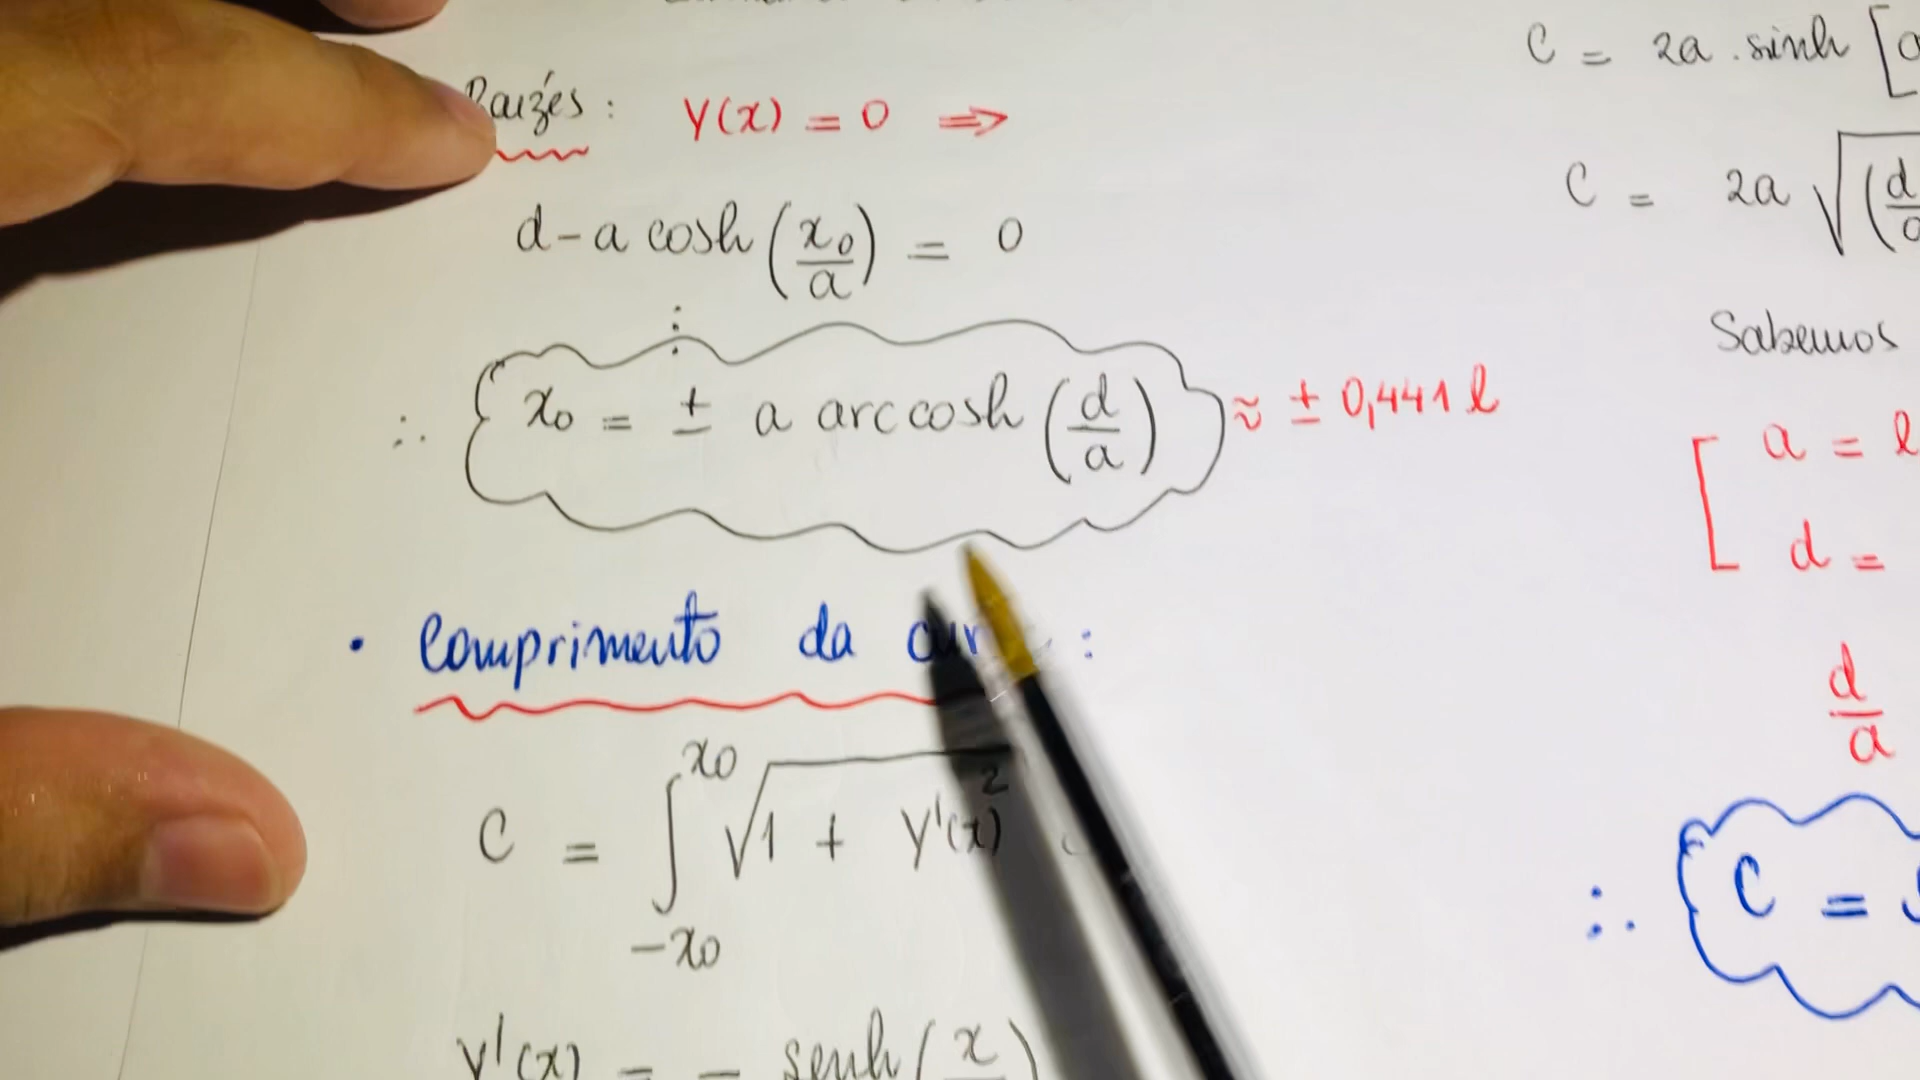 Raízes : Y(x) = 0 ⇒
d - a cosh (x₀/a) = 0
⋮
∴ x₀ = ± a arccosh (d/a) ≈ ± 0,441 l
• Comprimento da :
C = ∫_{-x₀}^{x₀} √1 + Y'(x)²
Y'(x) = - senh (x
C = 2a . sinh [
C = 2a √(d
Sabemos
a = l
d =
d/a
∴ C =